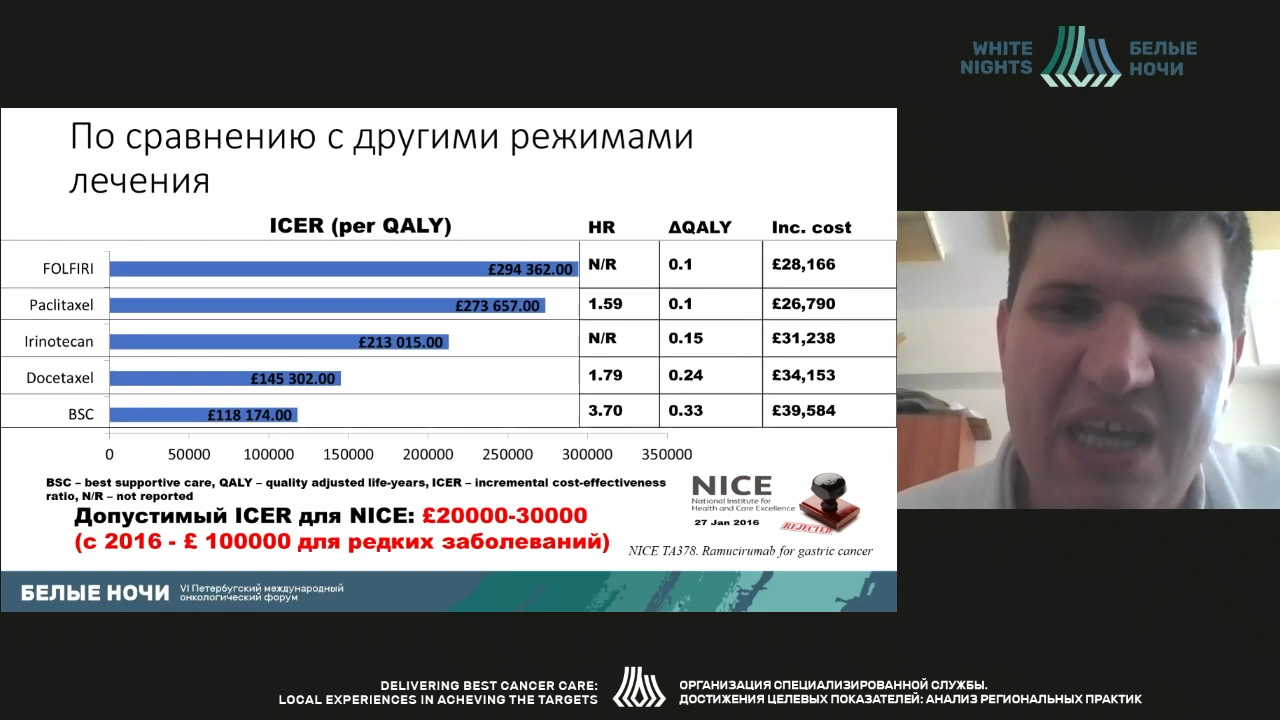 WHITE NIGHTS
БЕЛЫЕ НОЧИ
По сравнению с другими режимами
лечения
ICER (per QALY) HR ΔQALY Inc. cost
FOLFIRI £294 362.00 N/R 0.1 £28,166
Paclitaxel £273 657.00 1.59 0.1 £26,790
Irinotecan £213 015.00 N/R 0.15 £31,238
Docetaxel £145 302.00 1.79 0.24 £34,153
BSC £118 174.00 3.70 0.33 £39,584
0 50000 100000 150000 200000 250000 300000 350000
BSC – best supportive care, QALY – quality adjusted life-years, ICER – incremental cost-effectiveness
ratio, N/R – not reported
NICE
National Institute for
Health and Care Excellence
27 Jan 2016
REJECTED
Допустимый ICER для NICE: £20000-30000
(с 2016 - £ 100000 для редких заболеваний)
NICE TA378. Ramucirumab for gastric cancer
БЕЛЫЕ НОЧИ
VI Петербугский международный
онкологический форум
DELIVERING BEST CANCER CARE:
LOCAL EXPERIENCES IN ACHEVING THE TARGETS
ОРГАНИЗАЦИЯ СПЕЦИАЛИЗИРОВАННОЙ СЛУЖБЫ.
ДОСТИЖЕНИЯ ЦЕЛЕВЫХ ПОКАЗАТЕЛЕЙ: АНАЛИЗ РЕГИОНАЛЬНЫХ ПРАКТИК